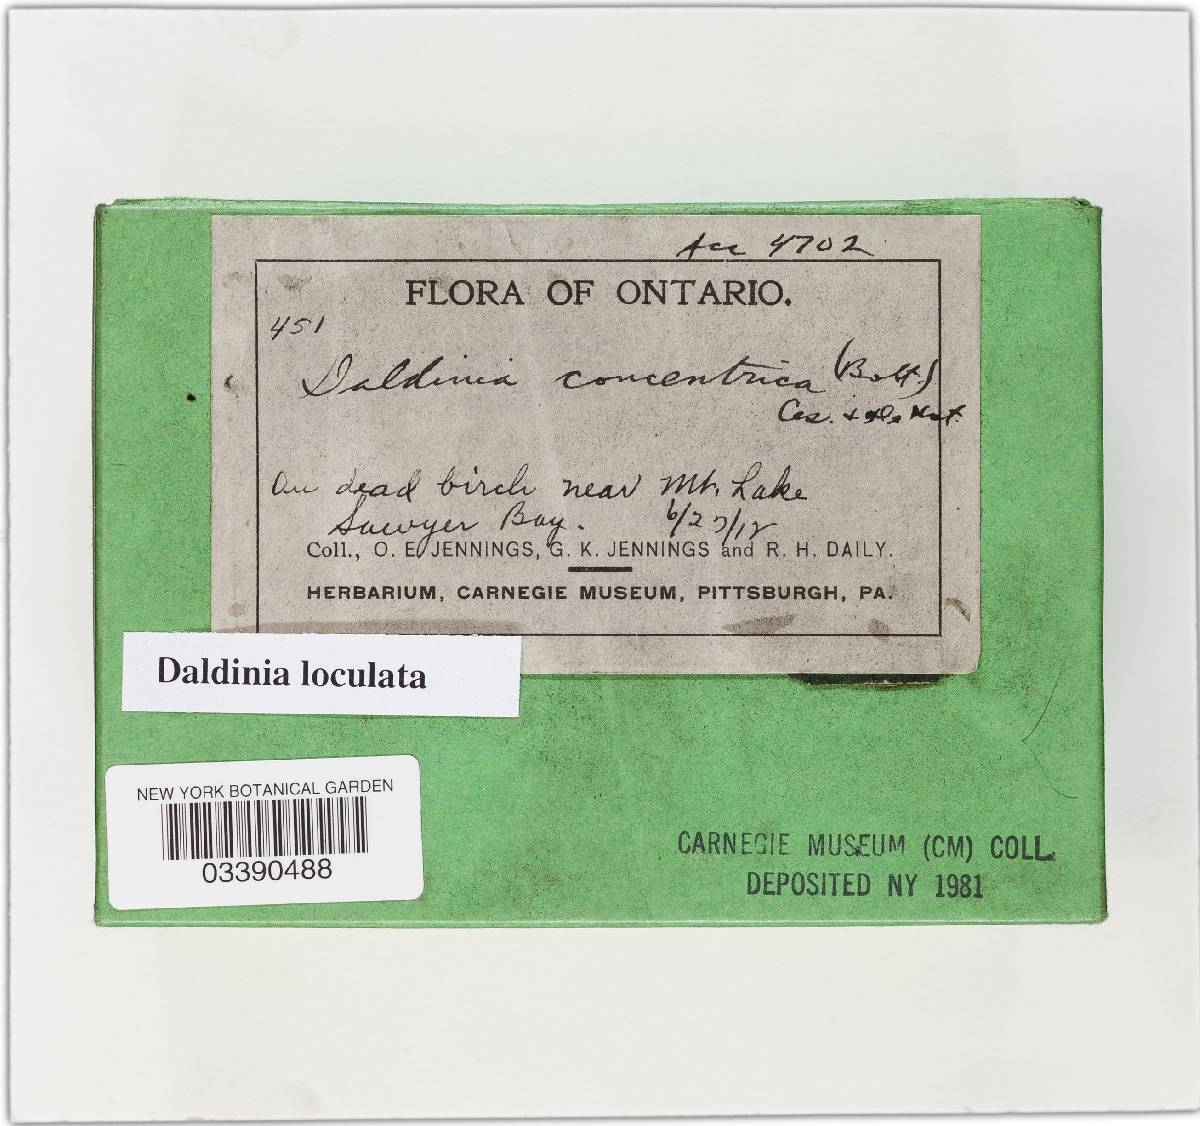 Acc 4702
FLORA OF ONTARIO.
451
Daldinia concentrica (Bolt.)
Ces. & de Not.
On dead birch near Mt. Lake
Sawyer Bay. 6/27/12
Coll., O. E. JENNINGS, G. K. JENNINGS and R. H. DAILY.
HERBARIUM, CARNEGIE MUSEUM, PITTSBURGH, PA.
Daldinia loculata
NEW YORK BOTANICAL GARDEN
03390488
CARNEGIE MUSEUM (CM) COLL.
DEPOSITED NY 1981